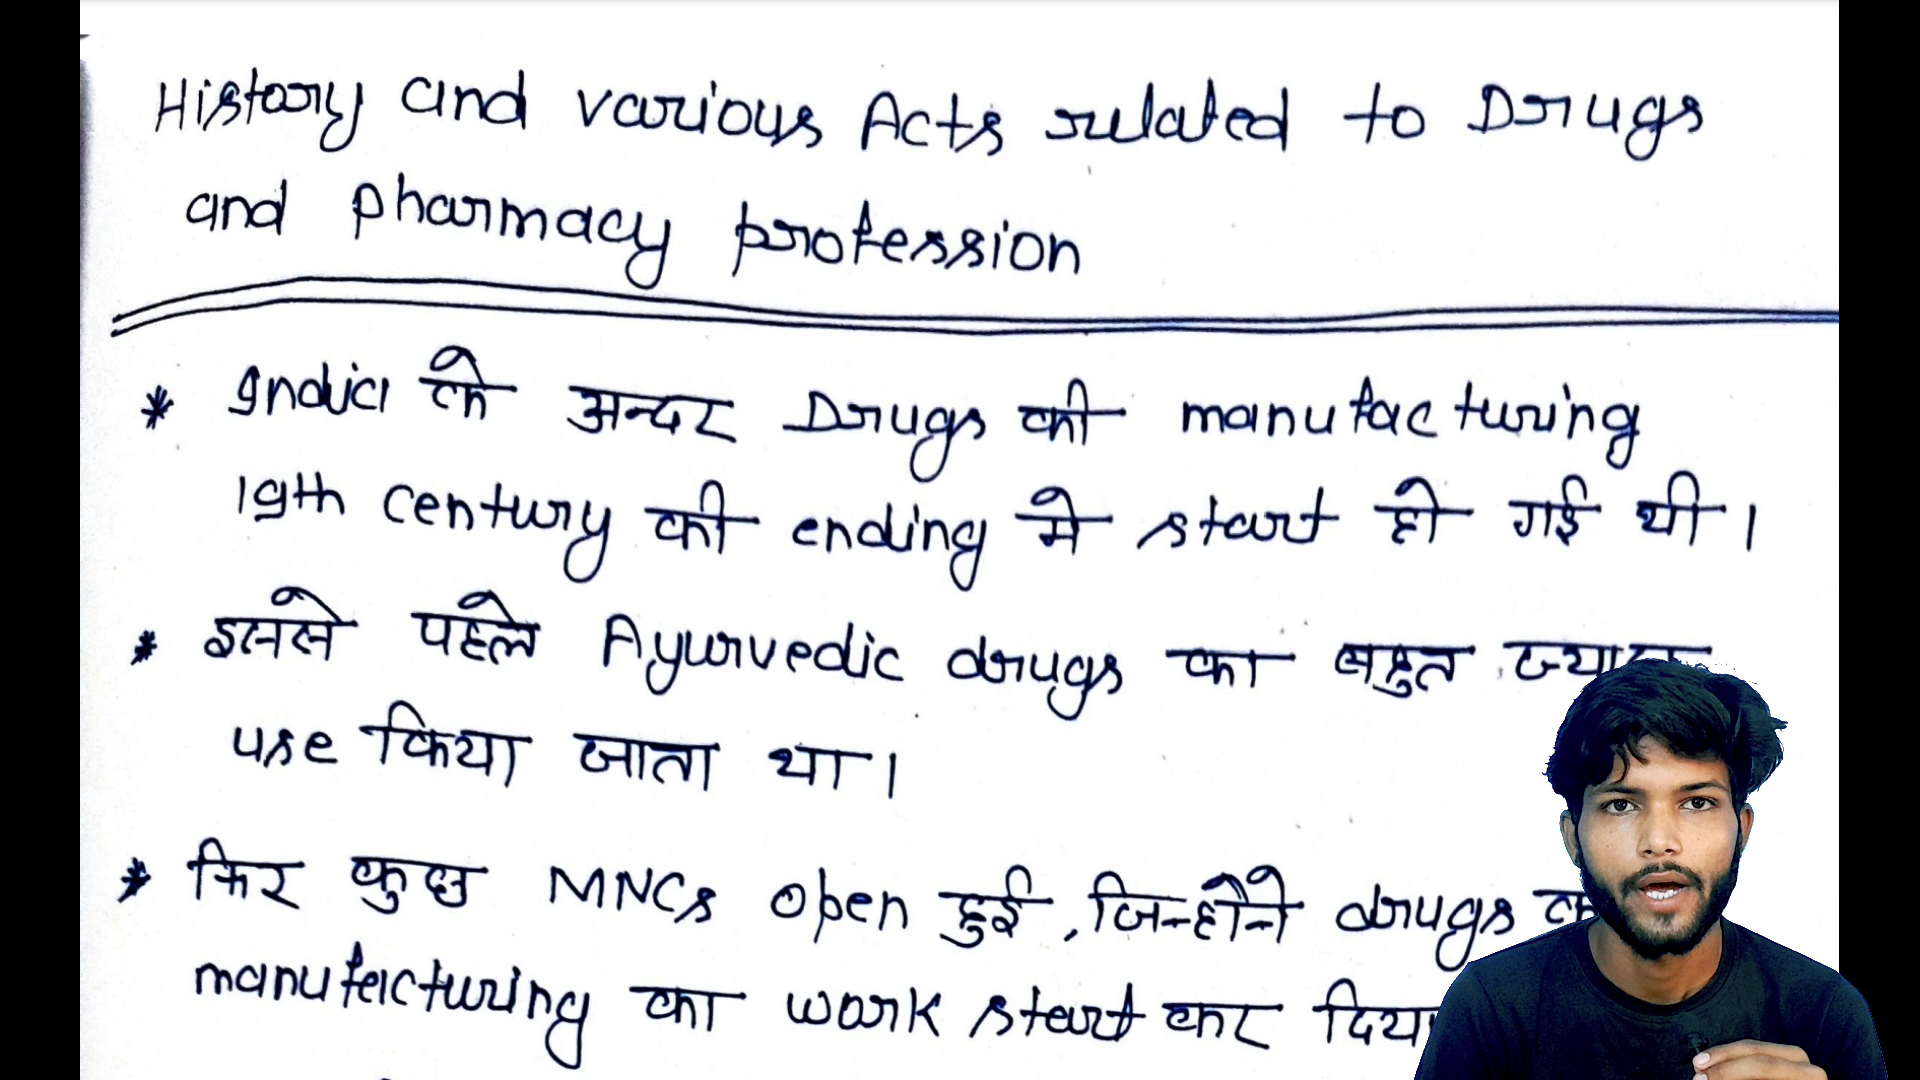 History and various Acts related to Drugs
and pharmacy profession
* India के अन्दर Drugs की manufacturing
19th century की ending मे start हो गई थी।
* इससे पहले Ayurvedic drugs का बहुत
use किया जाता था।
* फिर कुछ MNCs open हुई, जिन्होंने drugs
manufacturing का work start कर